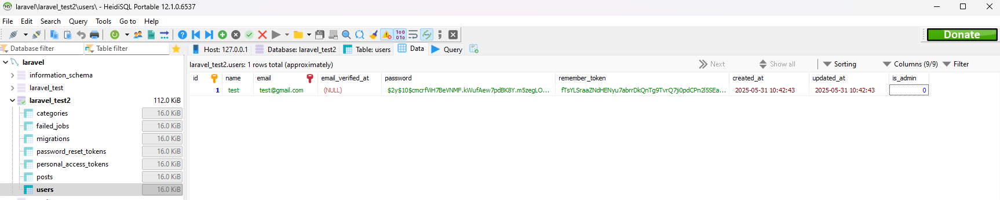 laravel\laravel_test2\users\ - HeidiSQL Portable 12.1.0.6537
File Edit Search Query Tools Go to Help
Donate
Database filter Table filter
Host: 127.0.0.1 Database: laravel_test2 Table: users Data Query
laravel
information_schema
laravel_test
laravel_test2 112.0 KiB
categories 16.0 KiB
failed_jobs 16.0 KiB
migrations 16.0 KiB
password_reset_tokens 16.0 KiB
personal_access_tokens 16.0 KiB
posts 16.0 KiB
users 16.0 KiB
laravel_test2.users: 1 rows total (approximately) Next Show all Sorting Columns (9/9) Filter
id name email email_verified_at password remember_token created_at updated_at is_admin
1 test test@gmail.com (NULL) $2y$10$cmcrfViH7BeVNMF.kWufAew7pdBK8Y.m5zegLO... fTsYLSraaZNdHENyu7abrrDkQnTg9TvrQ7ji0pdCPn2l5SEa... 2025-05-31 10:42:43 2025-05-31 10:42:43 0